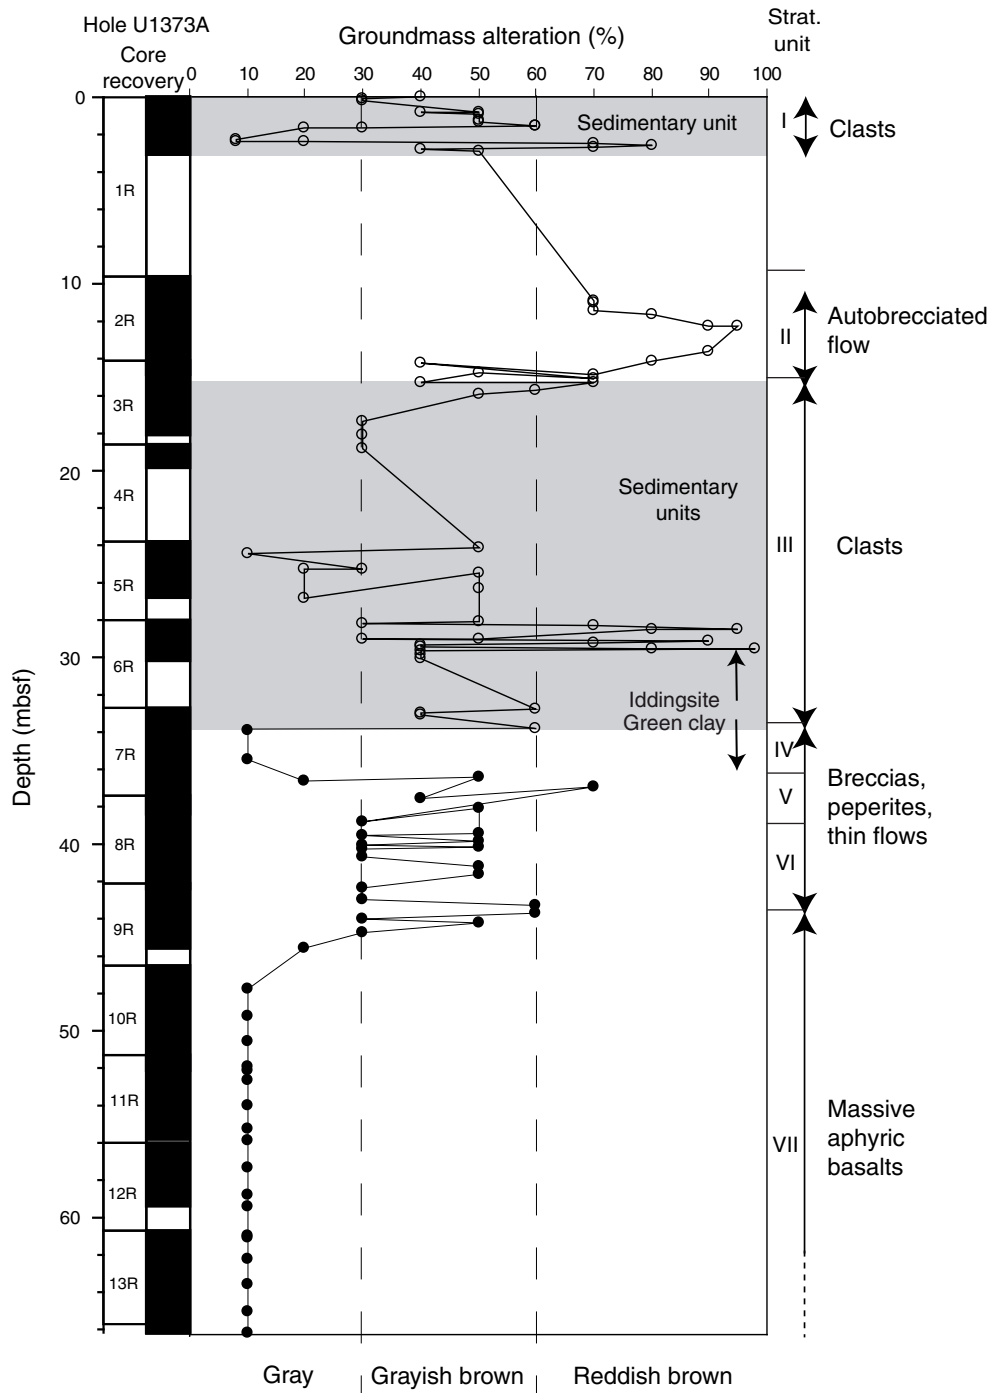 Hole U1373A
Core
recovery
Groundmass alteration (%)
Strat.
unit
0 10 20 30 40 50 60 70 80 90 100
0
Sedimentary unit
I
Clasts
1R
10
2R
II
Autobrecciated
flow
3R
20
4R
Sedimentary
units
III
Clasts
5R
30
6R
Iddingsite
Green clay
Depth (mbsf)
7R
IV
V
Breccias,
peperites,
thin flows
40
8R
VI
9R
50
10R
11R
VII
Massive
aphyric
basalts
12R
60
13R
Gray
Grayish brown
Reddish brown